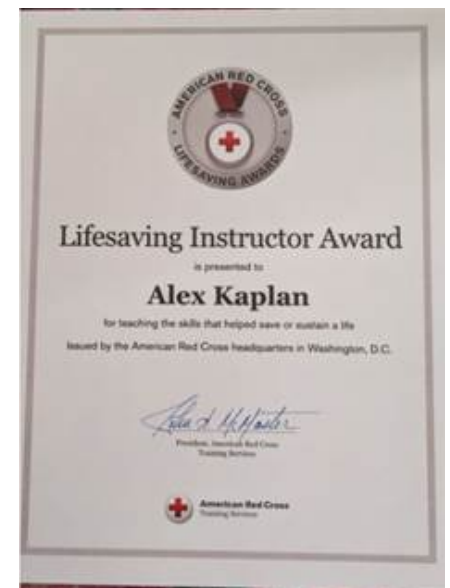 AMERICAN RED CROSS
LIFESAVING AWARDS
Lifesaving Instructor Award
is presented to
Alex Kaplan
for teaching the skills that helped save or sustain a life
Issued by the American Red Cross headquarters in Washington, D.C.
President, American Red Cross
Training Services
American Red Cross
Training Services